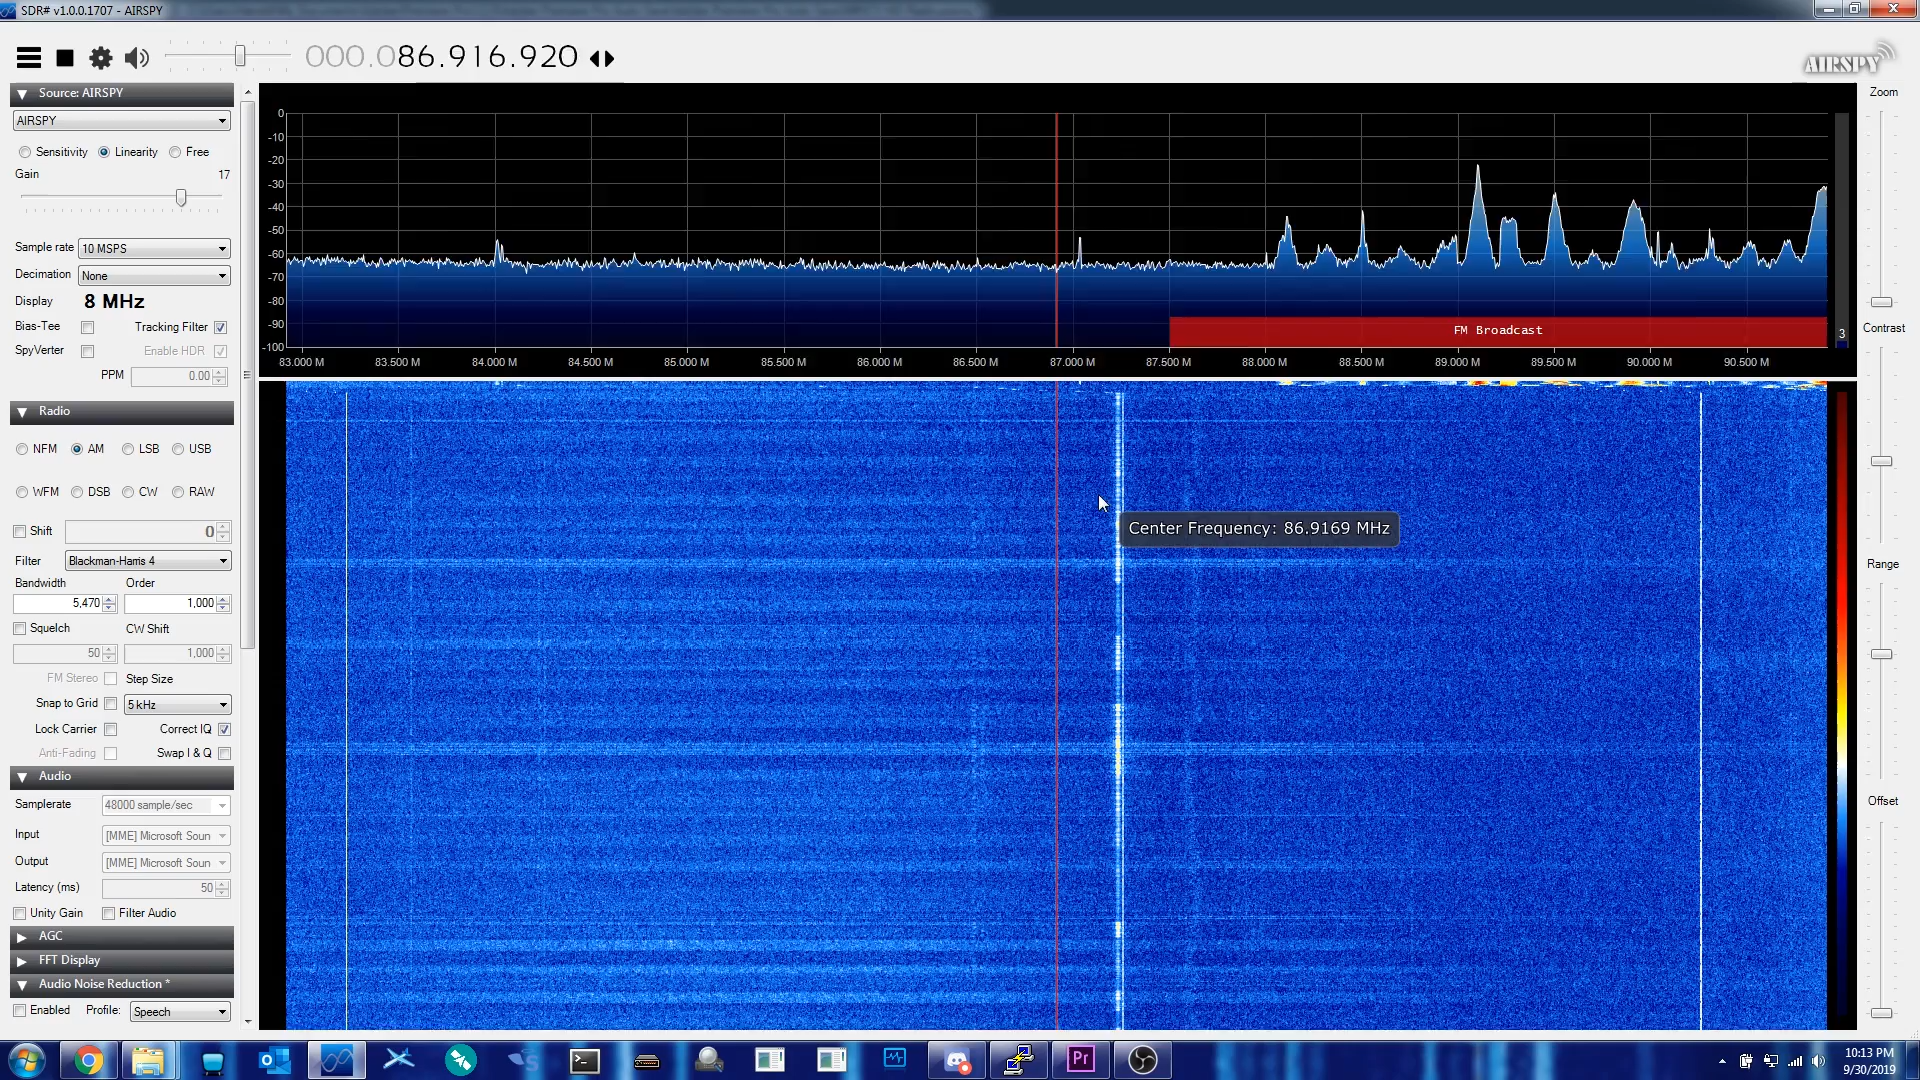 SDR# v1.0.0.1707 - AIRSPY
000.086.916.920
AIRSPY
Source: AIRSPY
AIRSPY
Sensitivity Linearity Free
Gain 17
Sample rate 10 MSPS
Decimation None
Display 8 MHz
Bias-Tee Tracking Filter
SpyVerter Enable HDR
PPM 0.00
Radio
NFM AM LSB USB
WFM DSB CW RAW
Shift 0
Filter Blackman-Harris 4
Bandwidth Order
5,470 1,000
Squelch CW Shift
50 1,000
FM Stereo Step Size
Snap to Grid 5 kHz
Lock Carrier Correct IQ
Anti-Fading Swap I & Q
Audio
Samplerate 48000 sample/sec
Input [MME] Microsoft Soun
Output [MME] Microsoft Soun
Latency (ms) 50
Unity Gain Filter Audio
AGC
FFT Display
Audio Noise Reduction *
Enabled Profile: Speech
0
-10
-20
-30
-40
-50
-60
-70
-80
-90
-100
FM Broadcast
3
83.000 M 83.500 M 84.000 M 84.500 M 85.000 M 85.500 M 86.000 M 86.500 M 87.000 M 87.500 M 88.000 M 88.500 M 89.000 M 89.500 M 90.000 M 90.500 M
Center Frequency: 86.9169 MHz
Zoom
Contrast
Range
Offset
Pr
10:13 PM
9/30/2019